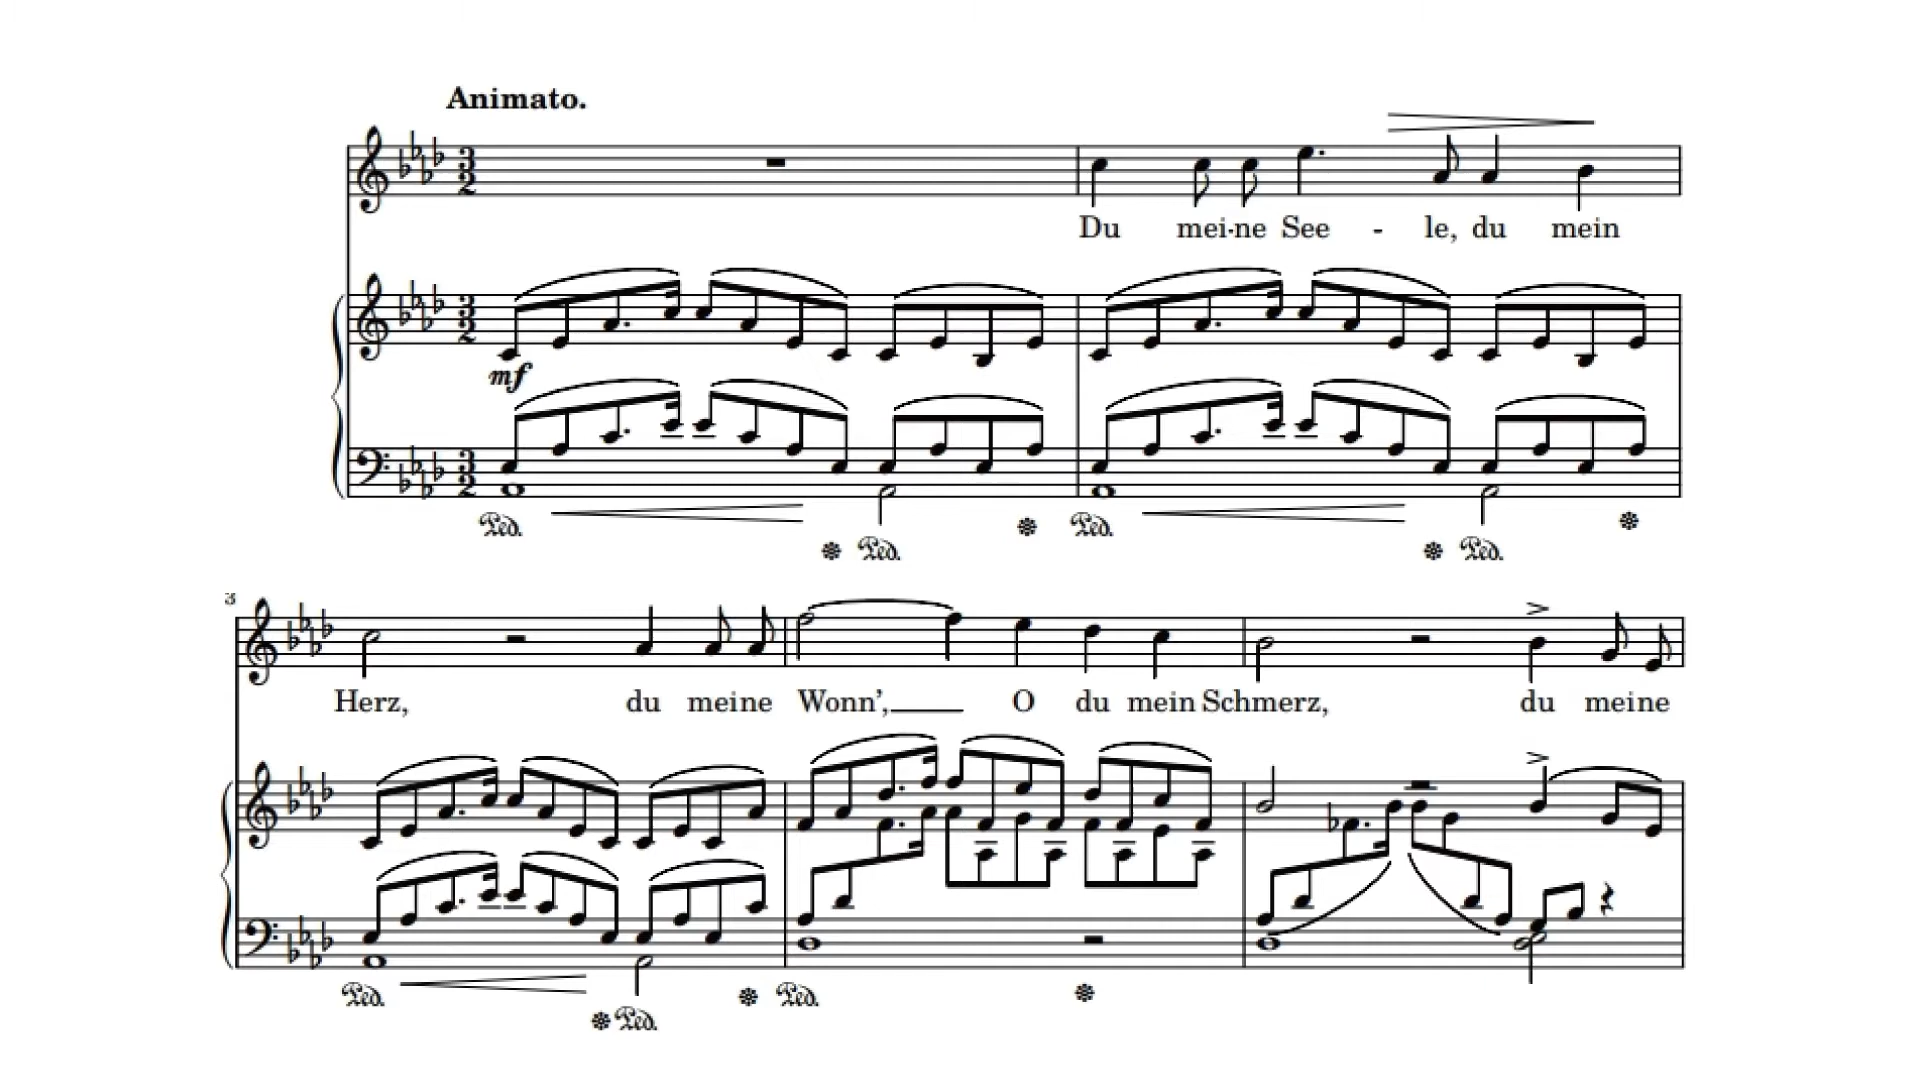 Animato.
Du mei-ne See - le, du mein
mf
Ped. Ped. Ped. Ped.
3
Herz, du meine Wonn’, O du mein Schmerz, du meine
Ped. Ped. Ped.